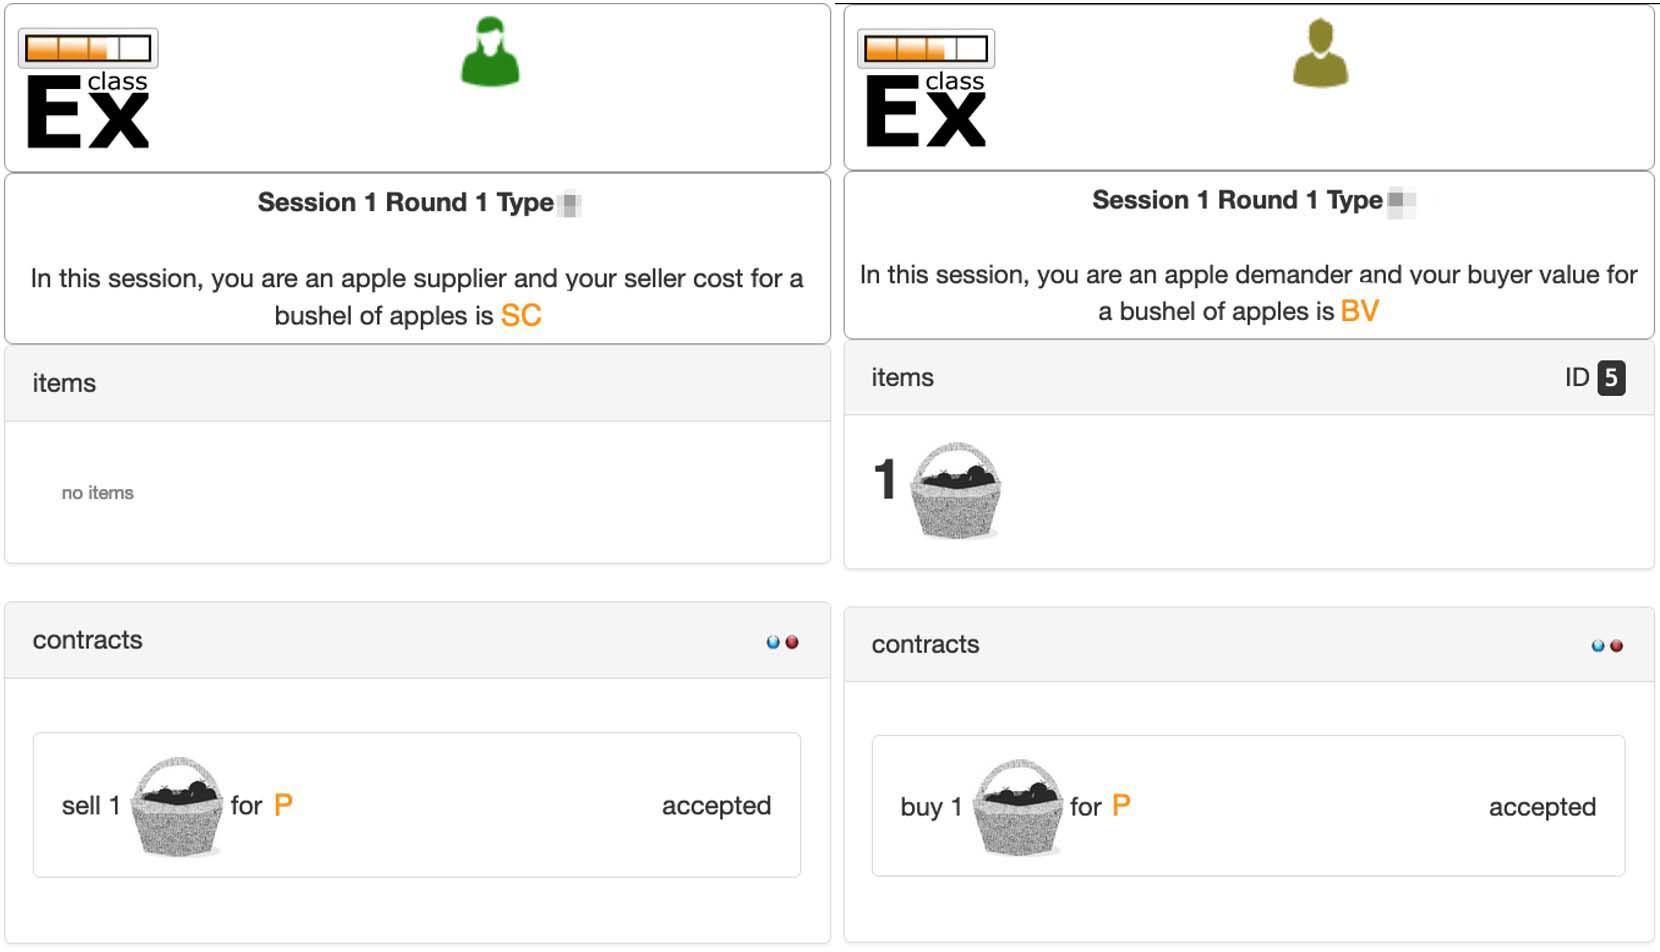 class
Ex
Session 1 Round 1 Type
In this session, you are an apple supplier and your seller cost for a
bushel of apples is SC
items
no items
contracts
sell 1 for P accepted
class
Ex
Session 1 Round 1 Type
In this session, you are an apple demander and your buyer value for
a bushel of apples is BV
items ID 5
1
contracts
buy 1 for P accepted